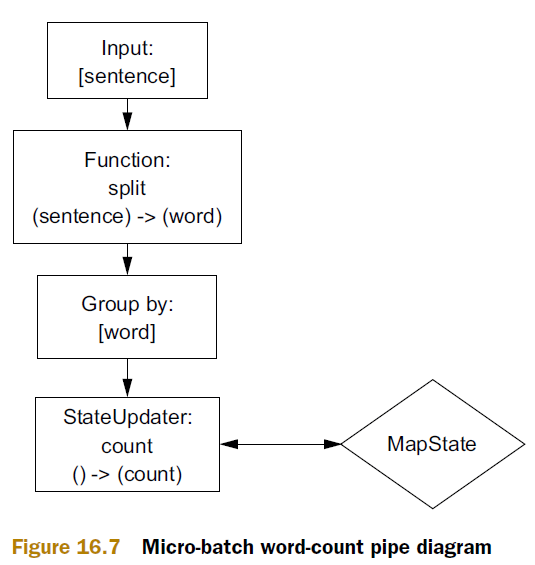 Input:
[sentence]
Function:
split
(sentence) -> (word)
Group by:
[word]
StateUpdater:
count
() -> (count)
MapState
Figure 16.7 Micro-batch word-count pipe diagram